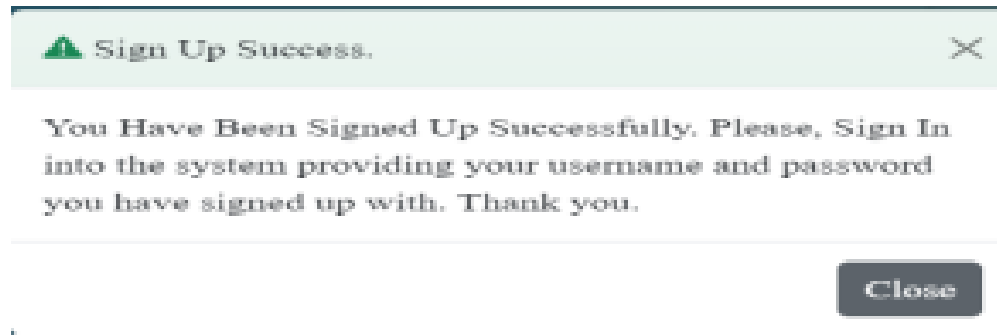 Sign Up Success.
You Have Been Signed Up Successfully. Please, Sign In
into the system providing your username and password
you have signed up with. Thank you.
Close